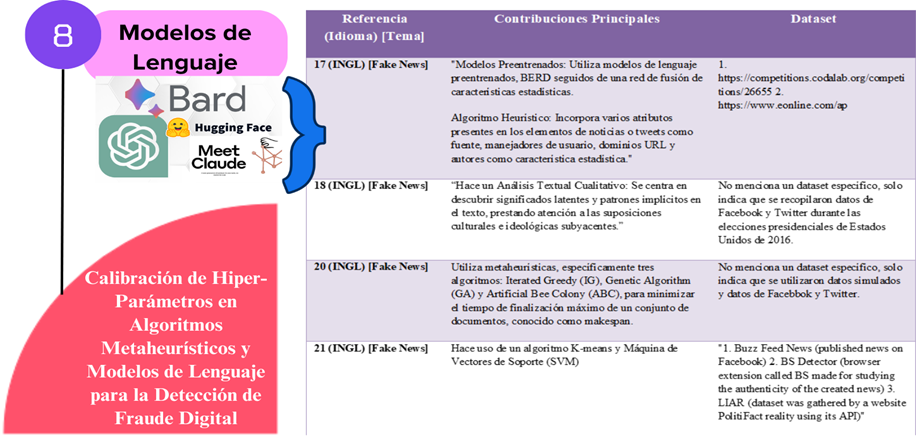 8
Modelos de
Lenguaje
Bard
Hugging Face
Meet
Claude
Calibración de Hiper-
Parámetros en
Algoritmos
Metaheurísticos y
Modelos de Lenguaje
para la Detección de
Fraude Digital
Referencia
(Idioma) [Tema]
Contribuciones Principales
Dataset
17 (INGL) [Fake News]
"Modelos Preentrenados: Utiliza modelos de lenguaje
preentrenados, BERD seguidos de una red de fusión de
características estadísticas.
Algoritmo Heurístico: Incorpora varios atributos
presentes en los elementos de noticias o tweets como
fuente, manejadores de usuario, dominios URL y
autores como característica estadística."
1.
https://competitions.codalab.org/competi
tions/26655 2.
https://www.eonline.com/ap
18 (INGL) [Fake News]
“Hace un Análisis Textual Cualitativo: Se centra en
descubrir significados latentes y patrones implícitos en
el texto, prestando atención a las suposiciones
culturales e ideológicas subyacentes.”
No menciona un dataset especifico, solo
indica que se recopilaron datos de
Facebook y Twitter durante las
elecciones presidenciales de Estados
Unidos de 2016.
20 (INGL) [Fake News]
Utiliza metaheurísticas, específicamente tres
algoritmos: Iterated Greedy (IG), Genetic Algorithm
(GA) y Artificial Bee Colony (ABC), para minimizar
el tiempo de finalización máximo de un conjunto de
documentos, conocido como makespan.
No menciona un dataset especifico, solo
indica que se utilizaron datos simulados
y datos de Facebbok y Twitter.
21 (INGL) [Fake News]
Hace uso de un algoritmo K-means y Máquina de
Vectores de Soporte (SVM)
"1. Buzz Feed News (published news on
Facebook) 2. BS Detector (browser
extension called BS made for studying
the authenticity of the created news) 3.
LIAR (dataset was gathered by a website
PolitiFact reality using its API)"